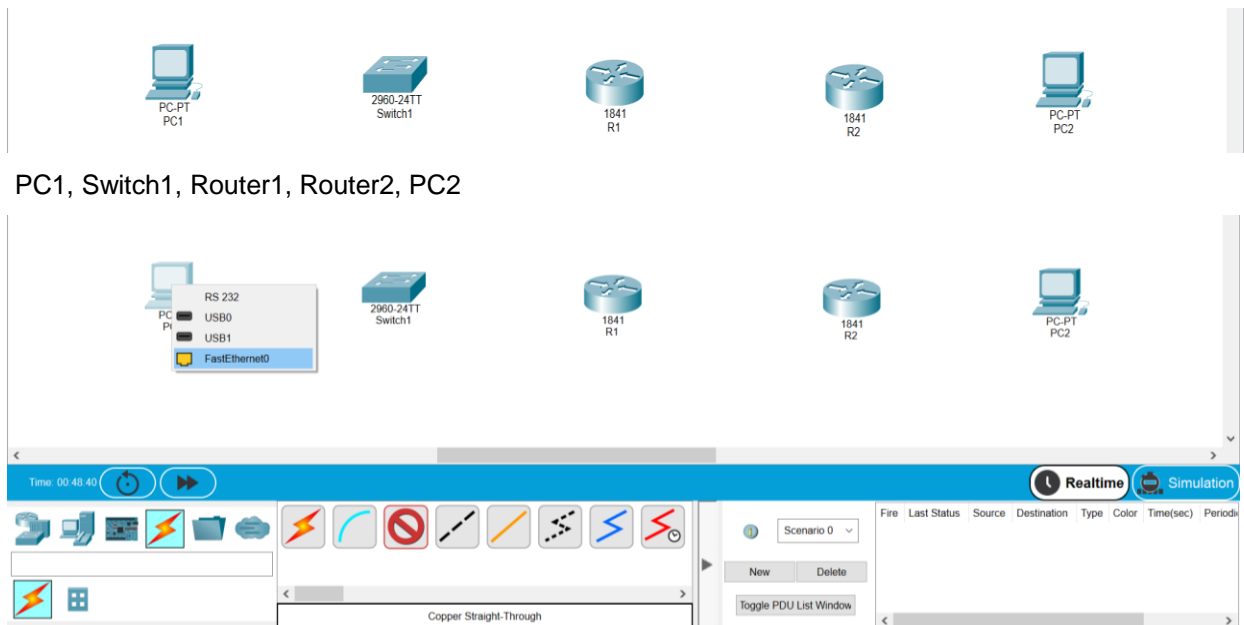 PC-PT
PC1
2960-24TT
Switch1
1841
R1
1841
R2
PC-PT
PC2
PC1, Switch1, Router1, Router2, PC2
RS 232
USB0
USB1
FastEthernet0
2960-24TT
Switch1
1841
R1
1841
R2
PC-PT
PC2
Time: 00:48:40
Realtime
Simulation
Fire Last Status Source Destination Type Color Time(sec)
Scenario 0
New Delete
Toggle PDU List Window
Copper Straight-Through